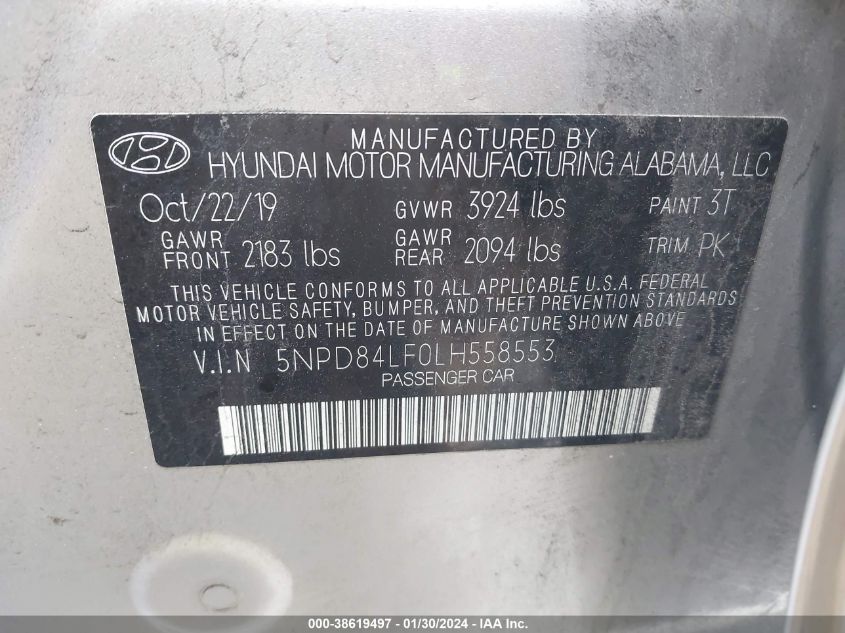 MANUFACTURED BY
HYUNDAI MOTOR MANUFACTURING ALABAMA, LLC
Oct/22/19 GVWR 3924 lbs PAINT 3T
GAWR FRONT 2183 lbs GAWR REAR 2094 lbs TRIM PK
THIS VEHICLE CONFORMS TO ALL APPLICABLE U.S.A. FEDERAL
MOTOR VEHICLE SAFETY, BUMPER, AND THEFT PREVENTION STANDARDS
IN EFFECT ON THE DATE OF MANUFACTURE SHOWN ABOVE
V.I.N 5NPD84LF0LH558553
PASSENGER CAR
000-38619497 - 01/30/2024 - IAA Inc.